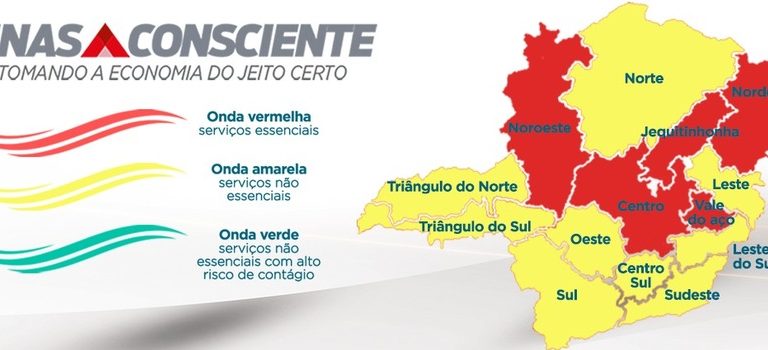 INAS CONSCIENTE
TOMANDO A ECONOMIA DO JEITO CERTO
Onda vermelha
serviços essenciais
Onda amarela
serviços não
essenciais
Onda verde
serviços não
essenciais com alto
risco de contágio
Norte
Norde
Noroeste
Jequitinhonha
Triângulo do Norte
Leste
Centro
Vale
do aço
Triângulo do Sul
Oeste
Leste
do Su
Centro
Sul
Sul
Sudeste